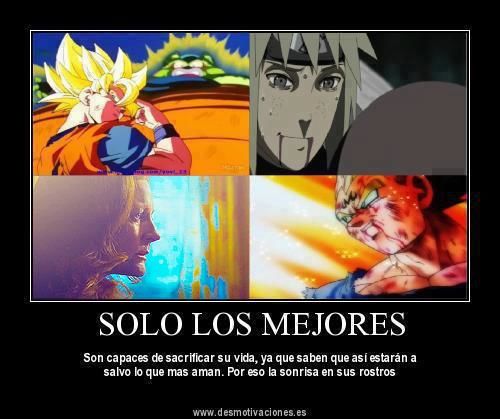 SOLO LOS MEJORES
Son capaces de sacrificar su vida, ya que saben que así estarán a
salvo lo que mas aman. Por eso la sonrisa en sus rostros
www.desmotivaciones.es